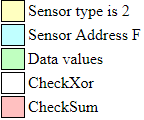 Sensor type is 2
Sensor Address F
Data values
CheckXor
CheckSum